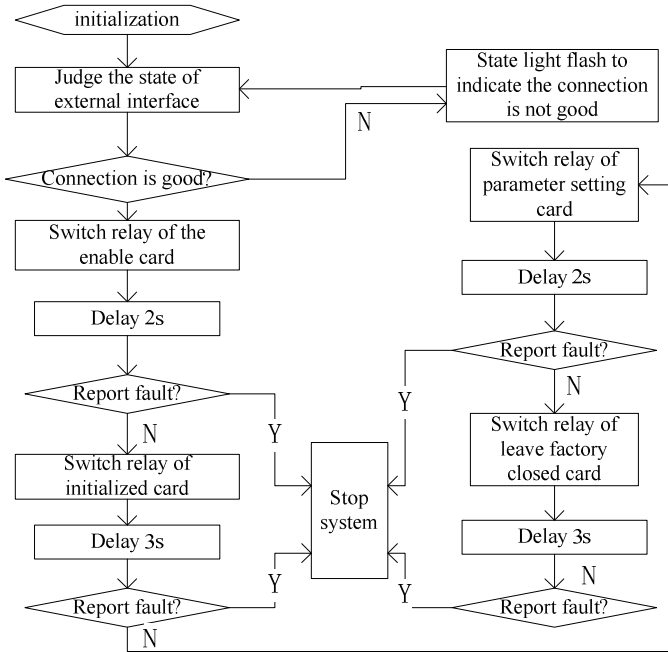 initialization
Judge the state of
external interface
Connection is good?
N
State light flash to
indicate the connection
is not good
Switch relay of the
enable card
Delay 2s
Report fault?
Y
N
Switch relay of
initialized card
Delay 3s
Report fault?
Y
N
Stop
system
Switch relay of
parameter setting
card
Delay 2s
Report fault?
Y
N
Switch relay of
leave factory
closed card
Delay 3s
N
Report fault?
Y